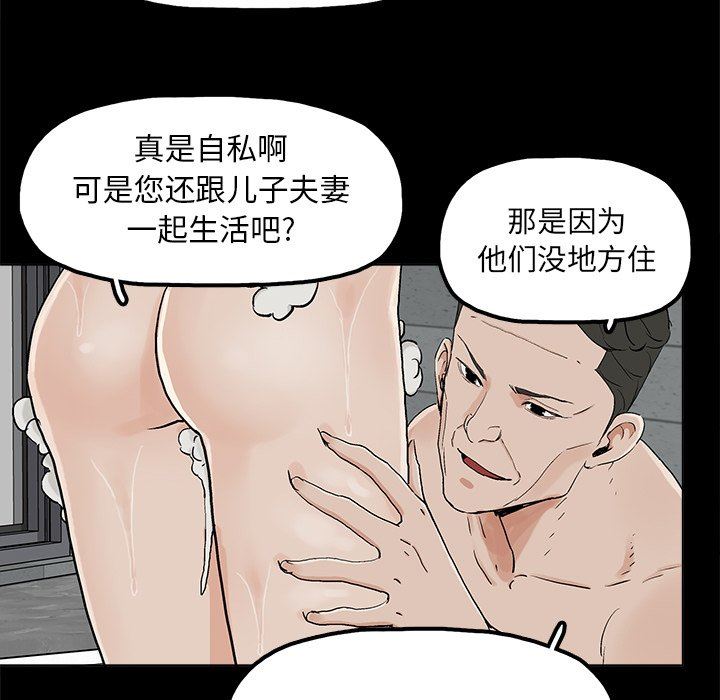 真是自私啊
可是您还跟儿子夫妻
一起生活吧?
那是因为
他们没地方住